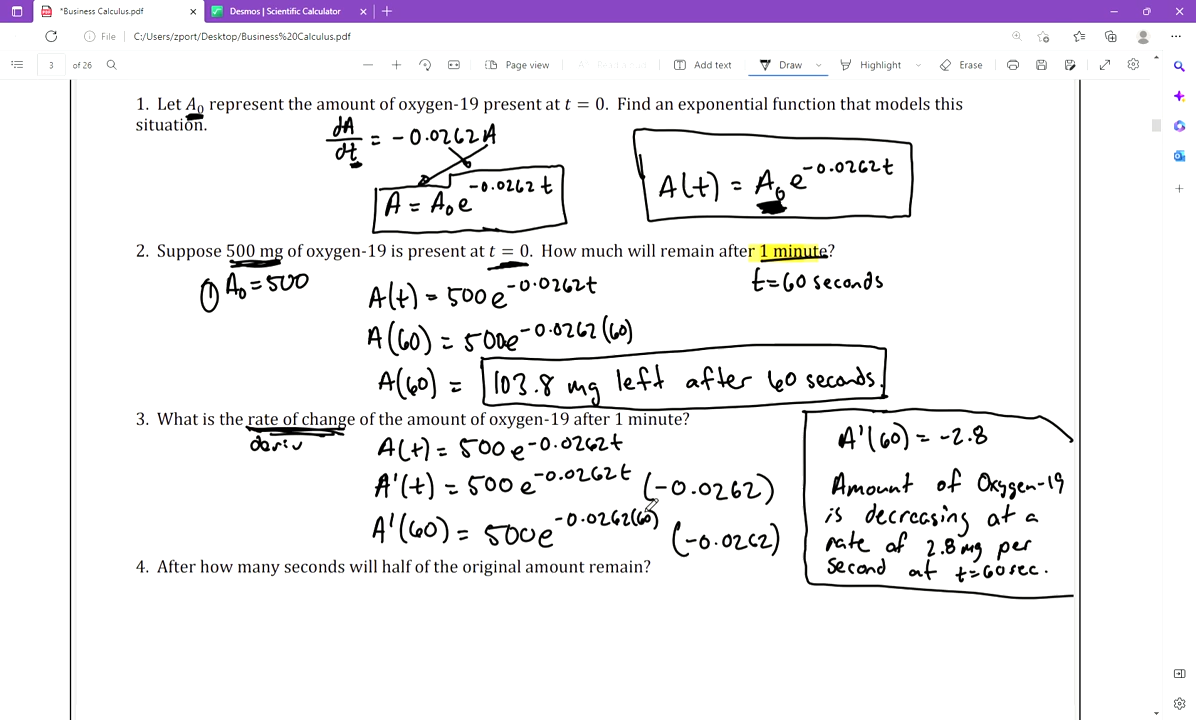 *Business Calculus.pdf
Desmos | Scientific Calculator
File
C:/Users/zport/Desktop/Business%20Calculus.pdf
3 of 26
Page view
Add text
Draw
Highlight
Erase
1. Let A₀ represent the amount of oxygen-19 present at t = 0. Find an exponential function that models this
situation.
dA/dt = -0.0262A
A = A₀e^-0.0262t
A(t) = A₀e^-0.0262t
2. Suppose 500 mg of oxygen-19 is present at t = 0. How much will remain after 1 minute?
① A₀ = 500
t = 60 seconds
A(t) = 500e^-0.0262t
A(60) = 500e^-0.0262(60)
A(60) = 103.8 mg left after 60 seconds.
3. What is the rate of change of the amount of oxygen-19 after 1 minute?
deriv
A(t) = 500e^-0.0262t
A'(t) = 500e^-0.0262t (-0.0262)
A'(60) = 500e^-0.0262(60) (-0.0262)
A'(60) = -2.8
Amount of Oxygen-19
is decreasing at a
rate of 2.8 mg per
second at t=60sec.
4. After how many seconds will half of the original amount remain?